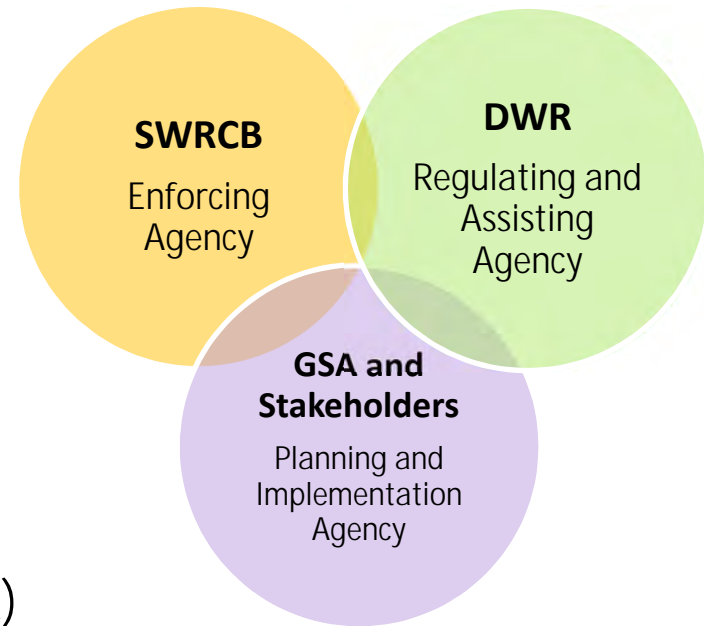 SWRCB
Enforcing
Agency
DWR
Regulating and
Assisting
Agency
GSA and
Stakeholders
Planning and
Implementation
Agency
)